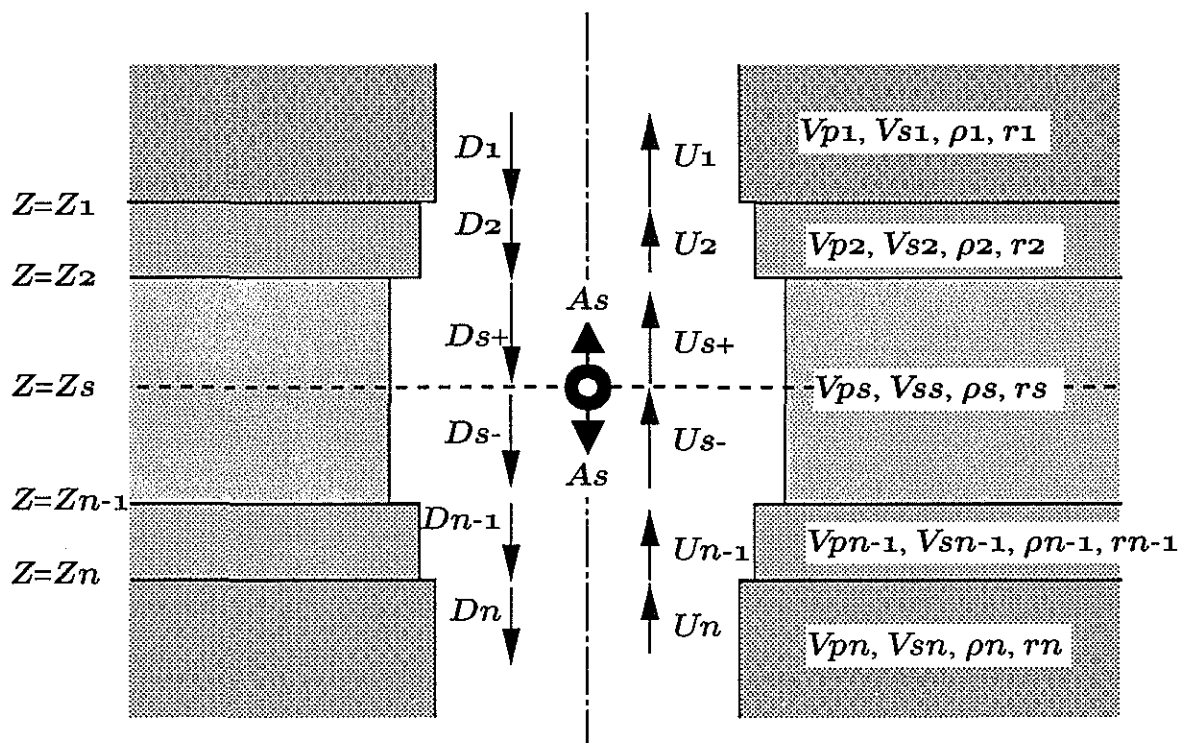 Vp1, Vs1, ρ1, r1
D1
U1
Z=Z1
D2
U2
Vp2, Vs2, ρ2, r2
Z=Z2
As
Ds+
Us+
Z=Zs
Vps, Vss, ρs, rs
Ds-
Us-
As
Z=Zn-1
Dn-1
Un-1
Vpn-1, Vsn-1, ρn-1, rn-1
Z=Zn
Dn
Un
Vpn, Vsn, ρn, rn